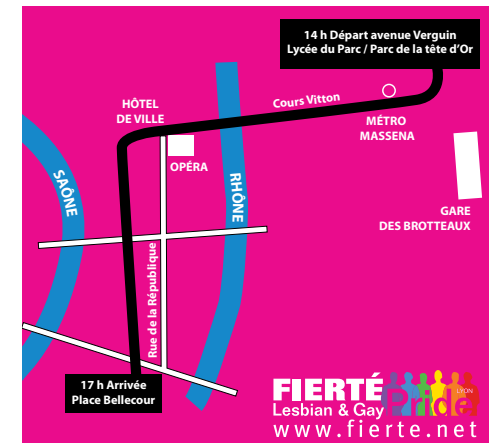 14 h Départ avenue Verguin
Lycée du Parc / Parc de la tête d'Or
Cours Vitton
HÔTEL
DE VILLE
MÉTRO
MASSENA
OPÉRA
SAÔNE
RHÔNE
GARE
DES BROTTEAUX
Rue de la République
17 h Arrivée
Place Bellecour
FIERTÉ
Lesbian & Gay
Pride
LYON
www.fierte.net